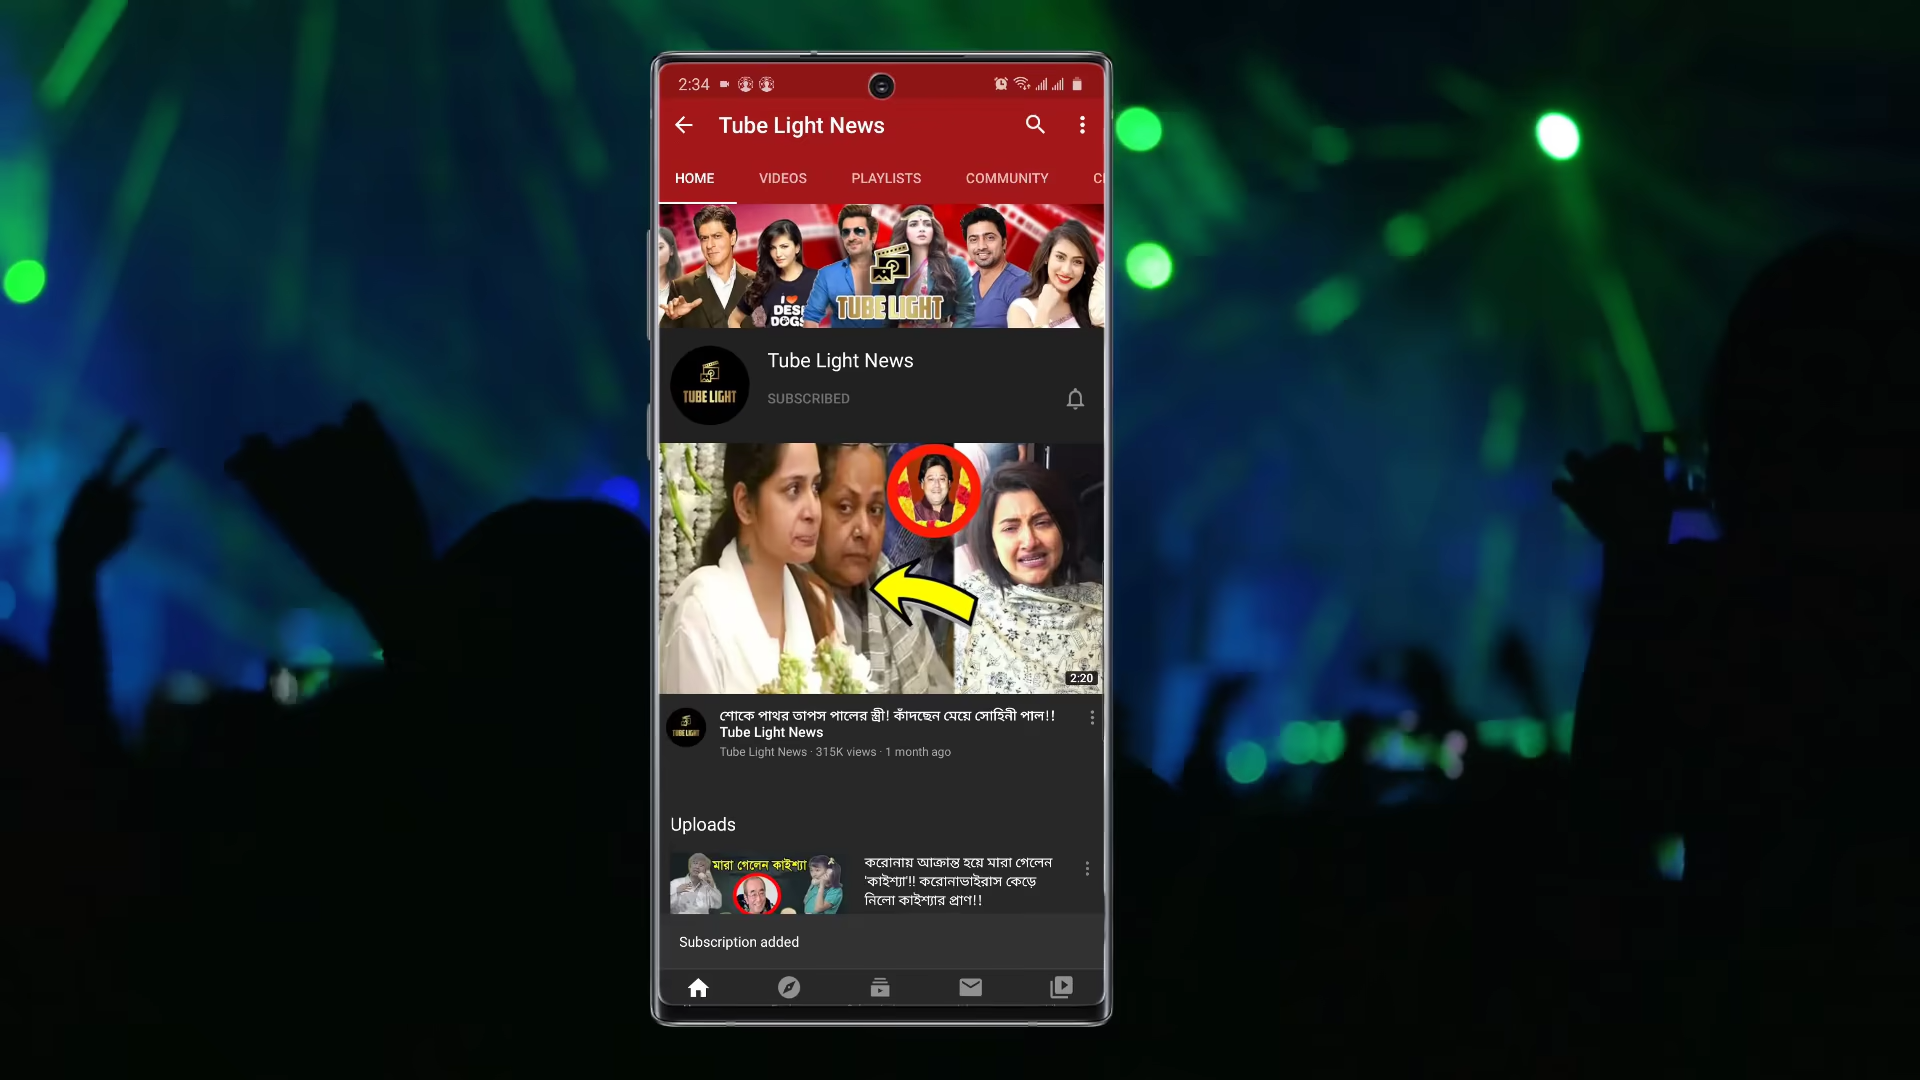 2:34
Tube Light News
HOME VIDEOS PLAYLISTS COMMUNITY
I
DESI
DOGS
TUBE LIGHT
TUBE LIGHT
Tube Light News
SUBSCRIBED
2:20
TUBE LIGHT
শোকে পাথর তাপস পালের স্ত্রী! কাঁদছেন মেয়ে সোহিনী পাল!!
Tube Light News
Tube Light News · 315K views · 1 month ago
Uploads
মারা গেলেন কাইশ্যা
করোনায় আক্রান্ত হয়ে মারা গেলেন
'কাইশ্যা'!! করোনাভাইরাস কেড়ে
নিলো কাইশ্যার প্রাণ!!
Subscription added